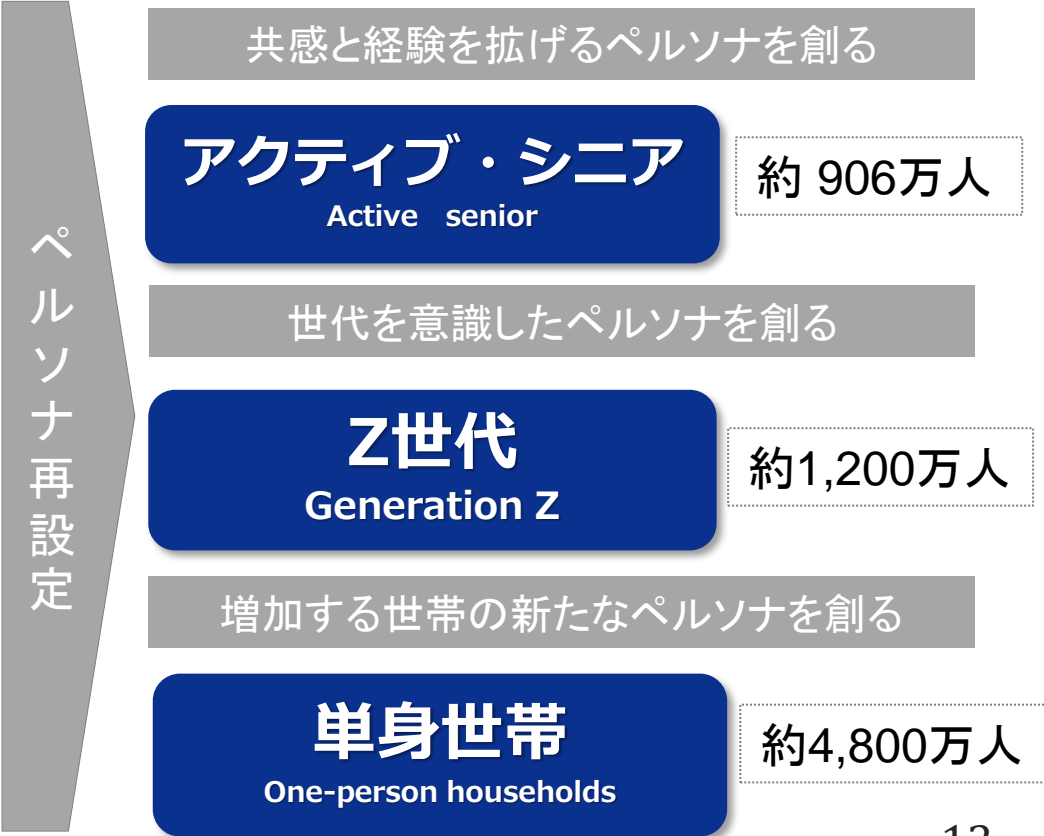 ペルソナ再設定
共感と経験を拡げるペルソナを創る
アクティブ・シニア
Active senior
約 906万人
世代を意識したペルソナを創る
Z世代
Generation Z
約1,200万人
増加する世帯の新たなペルソナを創る
単身世帯
One-person households
約4,800万人